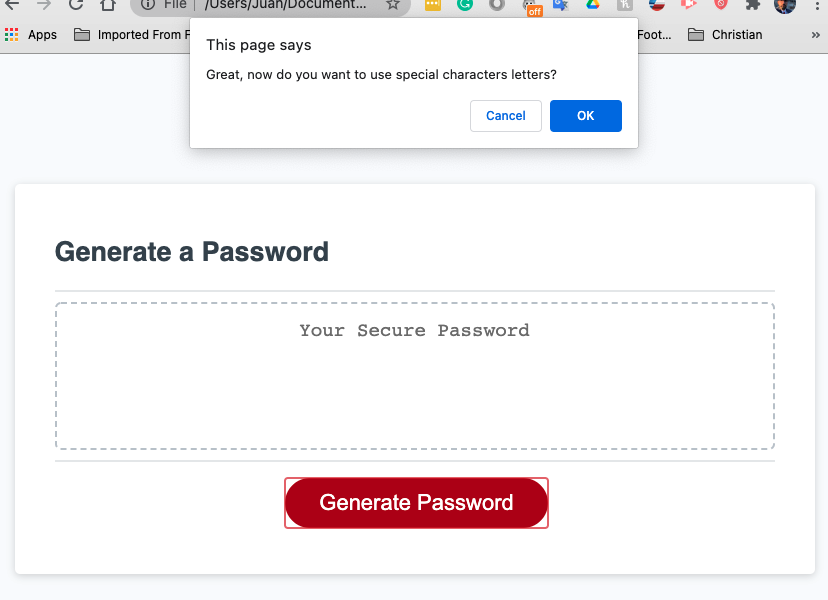 File | /Users/Juan/Document...
off
Apps Imported From F Foot... Christian »
This page says
Great, now do you want to use special characters letters?
Cancel OK
Generate a Password
Your Secure Password
Generate Password